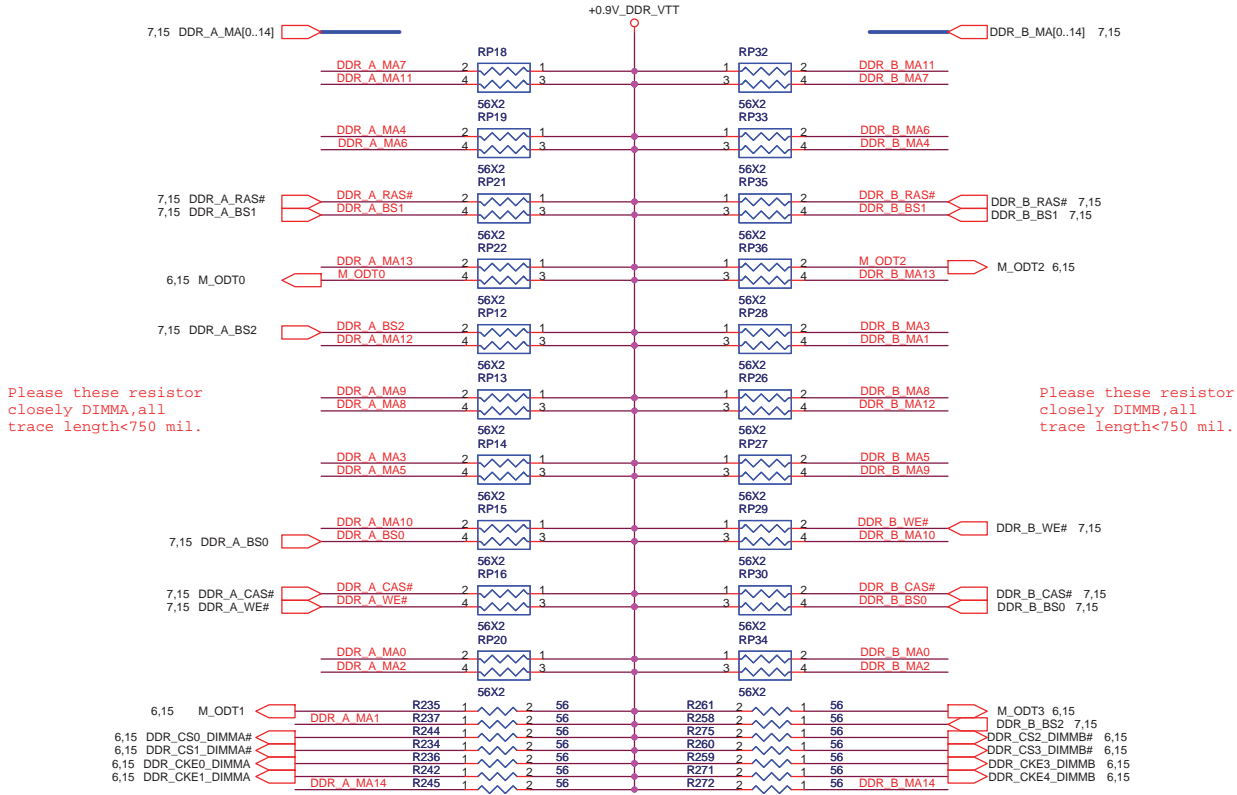 +0.9V_DDR_VTT
7,15 DDR_A_MA[0..14] DDR_B_MA[0..14] 7,15
RP18 RP32
DDR_A_MA7 2 1 1 2 DDR_B_MA11
DDR_A_MA11 4 3 3 4 DDR_B_MA7
56X2 56X2
RP19 RP33
DDR_A_MA4 2 1 1 2 DDR_B_MA6
DDR_A_MA6 4 3 3 4 DDR_B_MA4
56X2 56X2
RP21 RP35
7,15 DDR_A_RAS# DDR_A_RAS# 2 1 1 2 DDR_B_RAS# DDR_B_RAS# 7,15
7,15 DDR_A_BS1 DDR_A_BS1 4 3 3 4 DDR_B_BS1 DDR_B_BS1 7,15
56X2 56X2
RP22 RP36
DDR_A_MA13 2 1 1 2 M_ODT2 M_ODT2 6,15
6,15 M_ODT0 M_ODT0 4 3 3 4 DDR_B_MA13
56X2 56X2
RP12 RP28
7,15 DDR_A_BS2 DDR_A_BS2 2 1 1 2 DDR_B_MA3
DDR_A_MA12 4 3 3 4 DDR_B_MA1
56X2 56X2
RP13 RP26
Please these resistor
closely DIMMA,all
trace length<750 mil.
DDR_A_MA9 2 1 1 2 DDR_B_MA8
DDR_A_MA8 4 3 3 4 DDR_B_MA12
Please these resistor
closely DIMMB,all
trace length<750 mil.
56X2 56X2
RP14 RP27
DDR_A_MA3 2 1 1 2 DDR_B_MA5
DDR_A_MA5 4 3 3 4 DDR_B_MA9
56X2 56X2
RP15 RP29
DDR_A_MA10 2 1 1 2 DDR_B_WE# DDR_B_WE# 7,15
7,15 DDR_A_BS0 DDR_A_BS0 4 3 3 4 DDR_B_MA10
56X2 56X2
RP16 RP30
7,15 DDR_A_CAS# DDR_A_CAS# 2 1 1 2 DDR_B_CAS# DDR_B_CAS# 7,15
7,15 DDR_A_WE# DDR_A_WE# 4 3 3 4 DDR_B_BS0 DDR_B_BS0 7,15
56X2 56X2
RP20 RP34
DDR_A_MA0 2 1 1 2 DDR_B_MA0
DDR_A_MA2 4 3 3 4 DDR_B_MA2
56X2 56X2
6,15 M_ODT1 R235 1 2 56 R261 2 1 56 M_ODT3 6,15
DDR_A_MA1 R237 1 2 56 R258 2 1 56 DDR_B_BS2 7,15
6,15 DDR_CS0_DIMMA# R244 1 2 56 R275 2 1 56 DDR_CS2_DIMMB# 6,15
6,15 DDR_CS1_DIMMA# R234 1 2 56 R260 2 1 56 DDR_CS3_DIMMB# 6,15
6,15 DDR_CKE0_DIMMA R236 1 2 56 R259 2 1 56 DDR_CKE3_DIMMB 6,15
6,15 DDR_CKE1_DIMMA R242 1 2 56 R271 2 1 56 DDR_CKE4_DIMMB 6,15
DDR_A_MA14 R245 1 2 56 R272 2 1 56 DDR_B_MA14